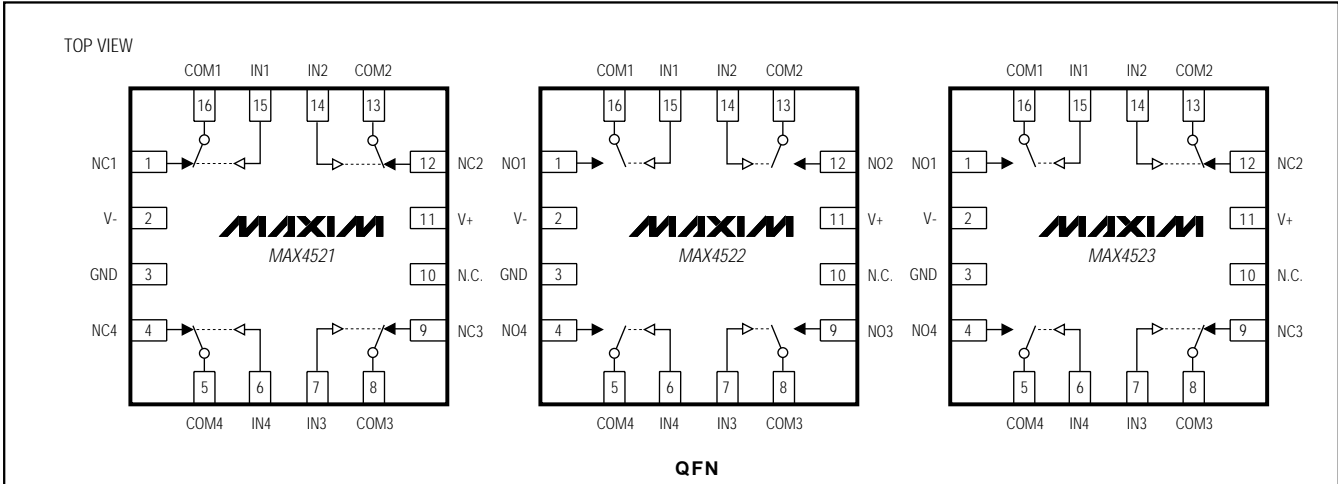 TOP VIEW
COM1 IN1 IN2 COM2
16 15 14 13
NC1 1 12 NC2
V- 2 11 V+
MAXIM
MAX4521
GND 3 10 N.C.
NC4 4 9 NC3
5 6 7 8
COM4 IN4 IN3 COM3
COM1 IN1 IN2 COM2
16 15 14 13
NO1 1 12 NO2
V- 2 11 V+
MAXIM
MAX4522
GND 3 10 N.C.
NO4 4 9 NO3
5 6 7 8
COM4 IN4 IN3 COM3
COM1 IN1 IN2 COM2
16 15 14 13
NO1 1 12 NC2
V- 2 11 V+
MAXIM
MAX4523
GND 3 10 N.C.
NO4 4 9 NC3
5 6 7 8
COM4 IN4 IN3 COM3
QFN